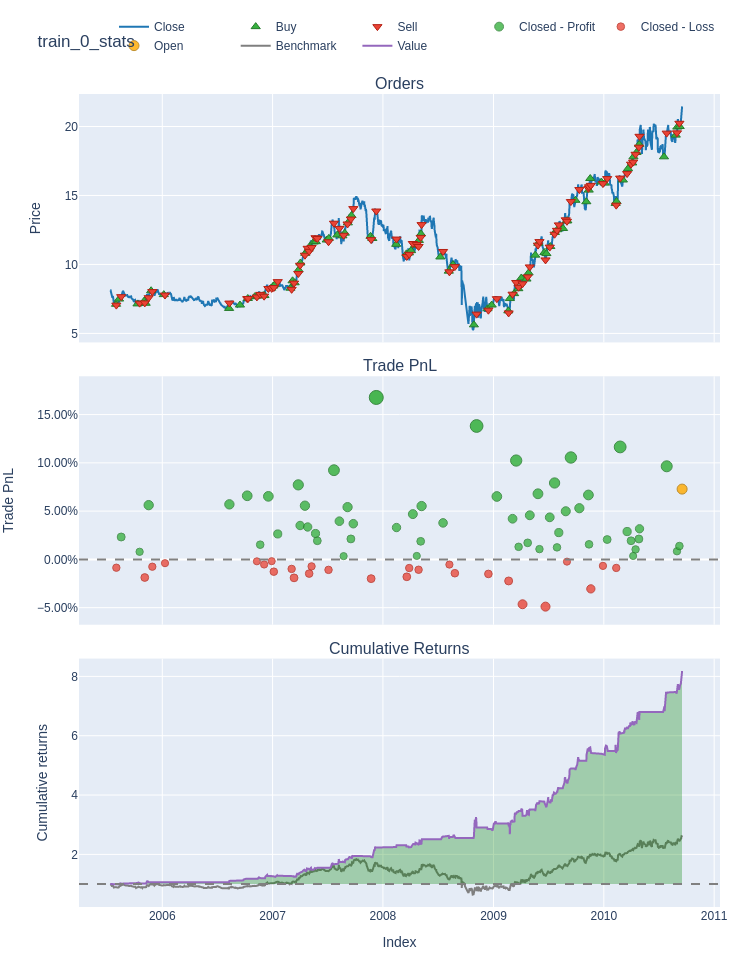 Close Buy Sell Closed - Profit Closed - Loss
train_0_stats
Open Benchmark Value
Orders
20
15
10
5
Price
Trade PnL
15.00%
10.00%
5.00%
0.00%
−5.00%
Trade PnL
Cumulative Returns
8
6
4
2
Cumulative returns
2006 2007 2008 2009 2010 2011
Index